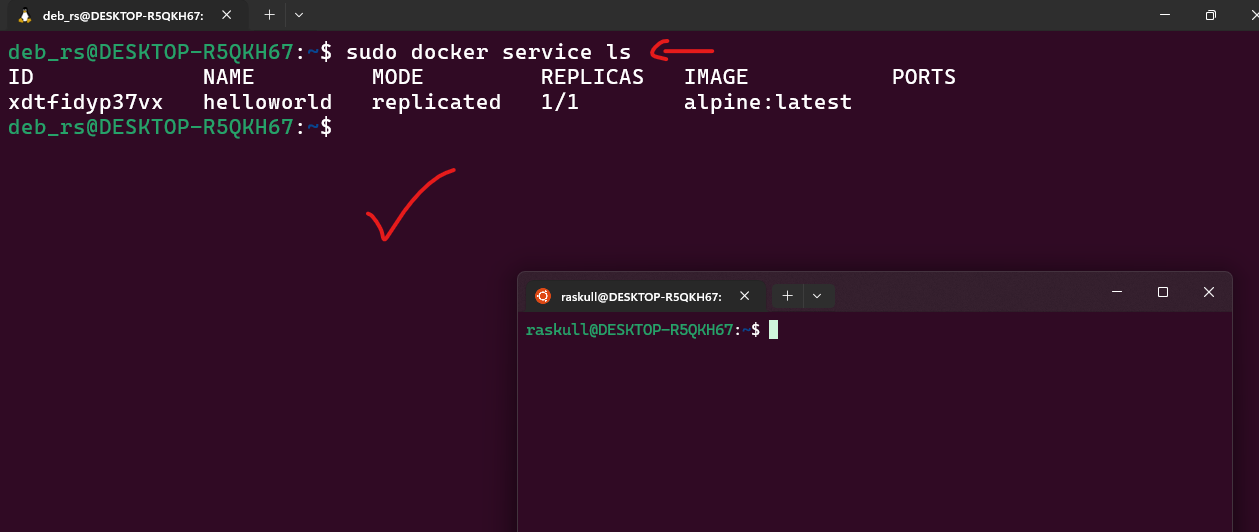 deb_rs@DESKTOP-R5QKH67:
deb_rs@DESKTOP-R5QKH67:~$ sudo docker service ls
ID NAME MODE REPLICAS IMAGE PORTS
xdtfidyp37vx helloworld replicated 1/1 alpine:latest
deb_rs@DESKTOP-R5QKH67:~$
raskull@DESKTOP-R5QKH67:
raskull@DESKTOP-R5QKH67:~$